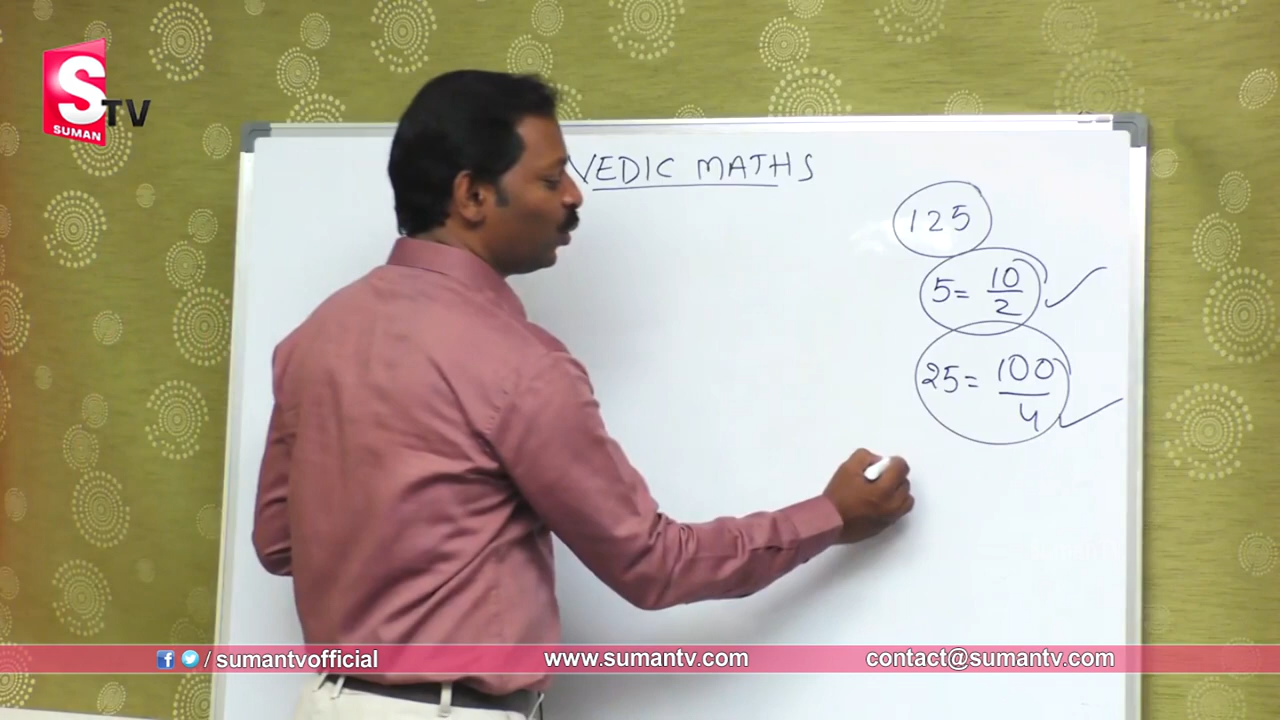 S TV
SUMAN
VEDIC MATHS
125
5 = 10/2
25 = 100/4
/ sumantvofficial
www.sumantv.com
contact@sumantv.com